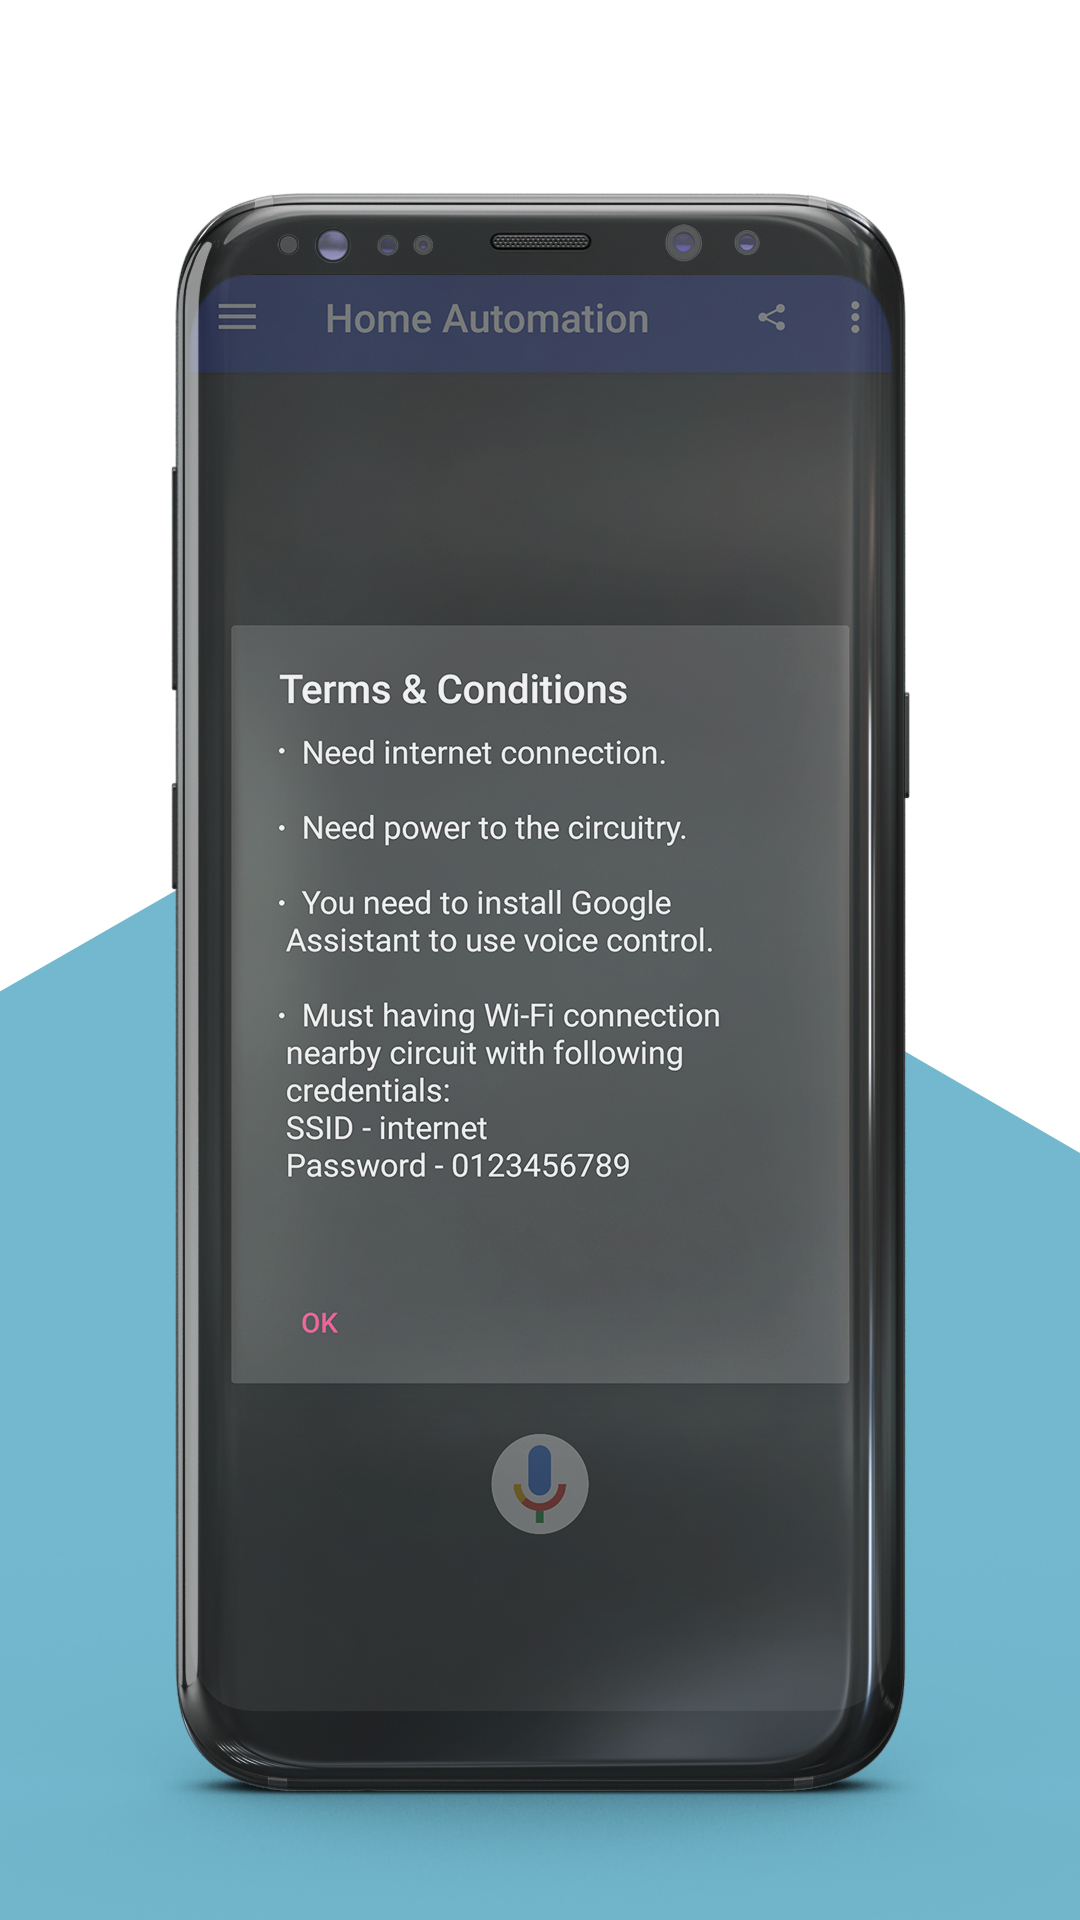 Home Automation
Terms & Conditions
· Need internet connection.
· Need power to the circuitry.
· You need to install Google
Assistant to use voice control.
· Must having Wi-Fi connection
nearby circuit with following
credentials:
SSID - internet
Password - 0123456789
OK